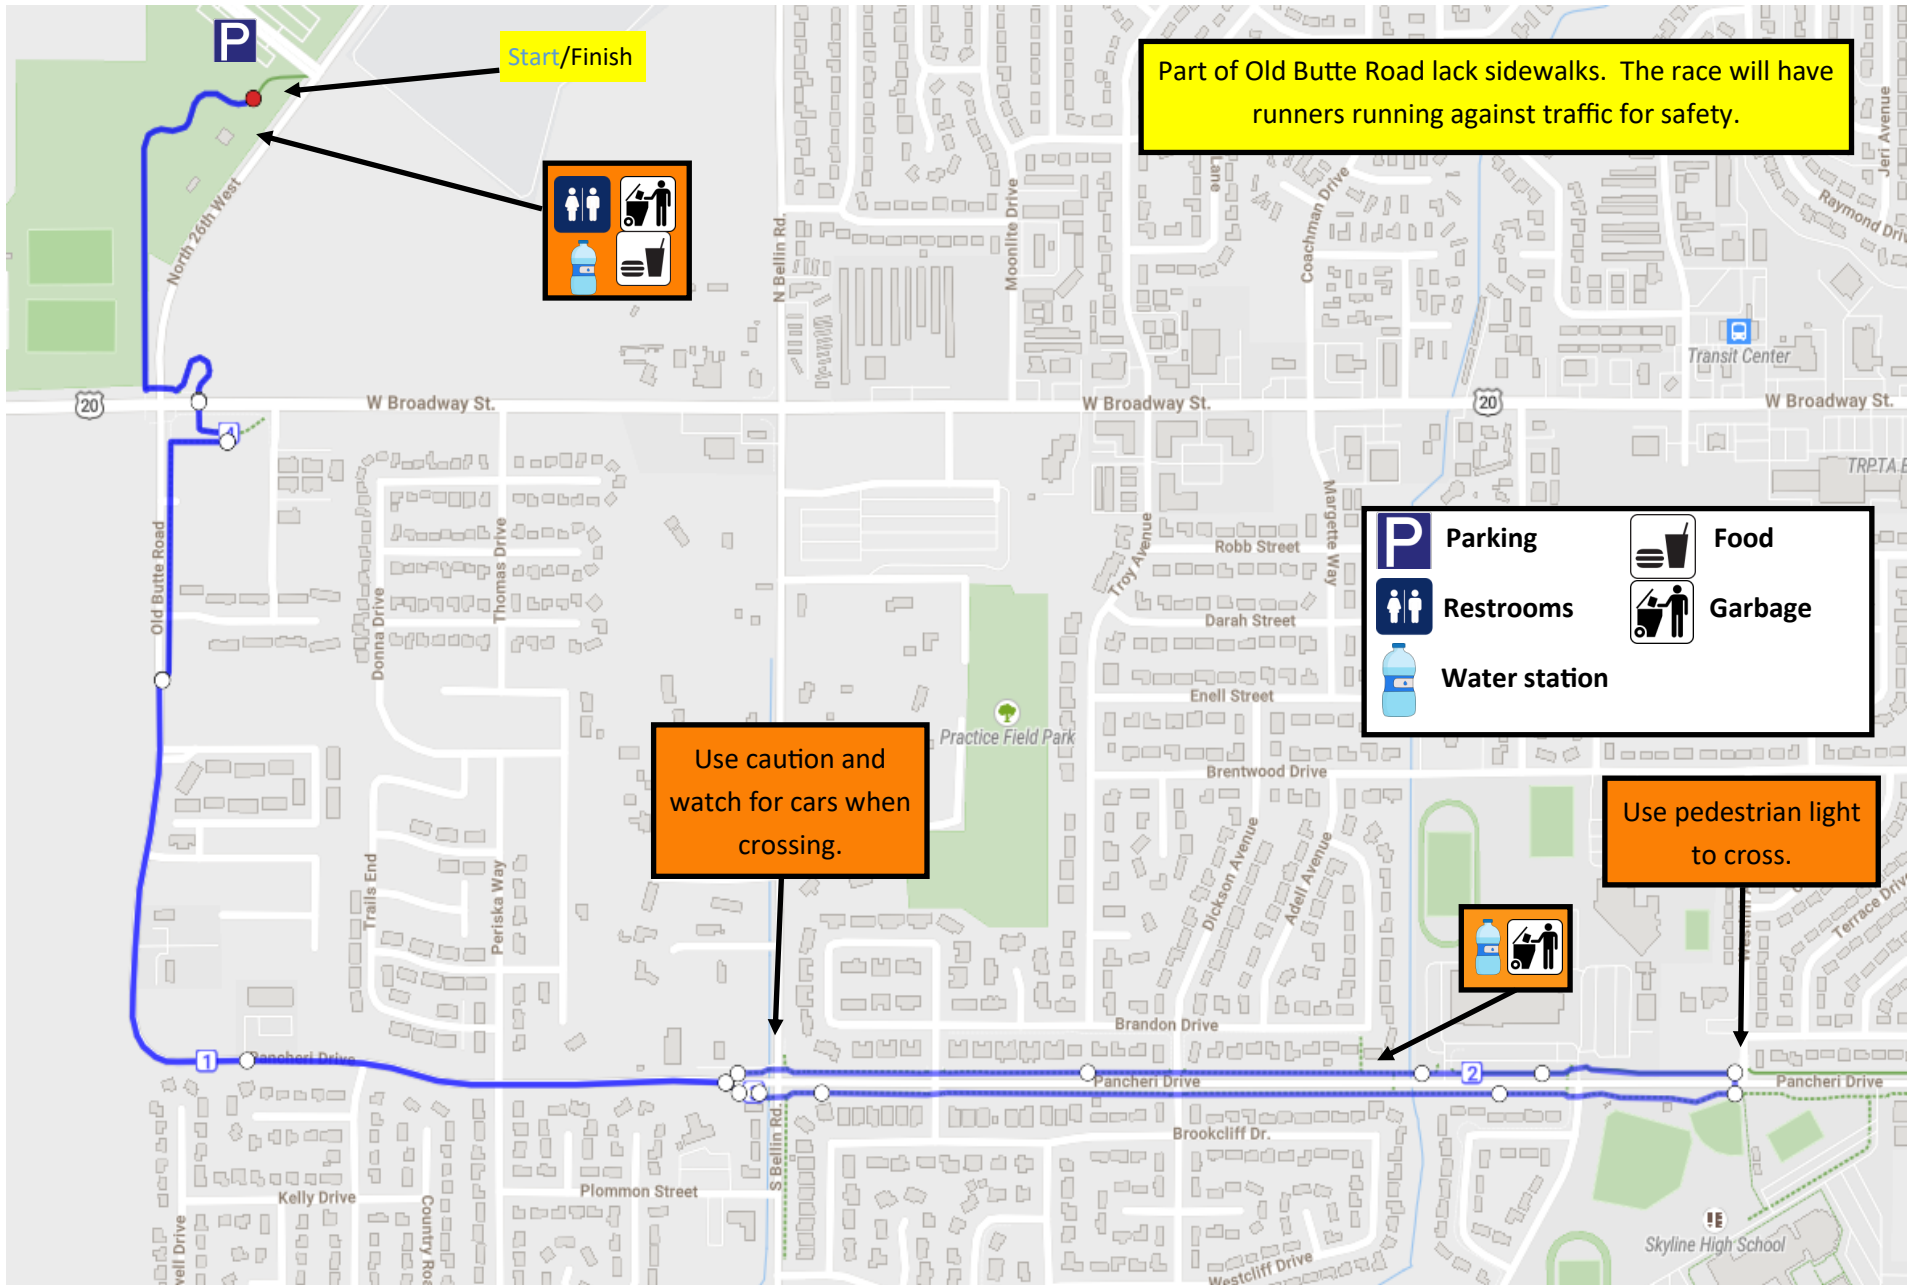 P
Start/Finish
Part of Old Butte Road lack sidewalks. The race will have
runners running against traffic for safety.
Jeri Avenue
Lane
Coachman Drive
Raymond Driv
North 26th West
N Bellin Rd.
Moonlite Drive
Transit Center
20
W Broadway St.
W Broadway St.
20
W Broadway St.
4
TRPTA B
Old Butte Road
Donna Drive
Thomas Drive
Troy Avenue
Margette Way
Robb Street
Darah Street
Enell Street
P Parking
Food
Restrooms
Garbage
Water station
Practice Field Park
Brentwood Drive
Use caution and
watch for cars when
crossing.
Use pedestrian light
to cross.
Trails End
Periska Way
Dickson Avenue
Adell Avenue
Terrace Drive
Brandon Drive
1
Pancheri Drive
2
Pancheri Drive
Pancheri Drive
S Bellin Rd.
Brookcliff Dr.
Kelly Drive
Plommon Street
Country Roa
well Drive
Westcliff Drive
Skyline High School